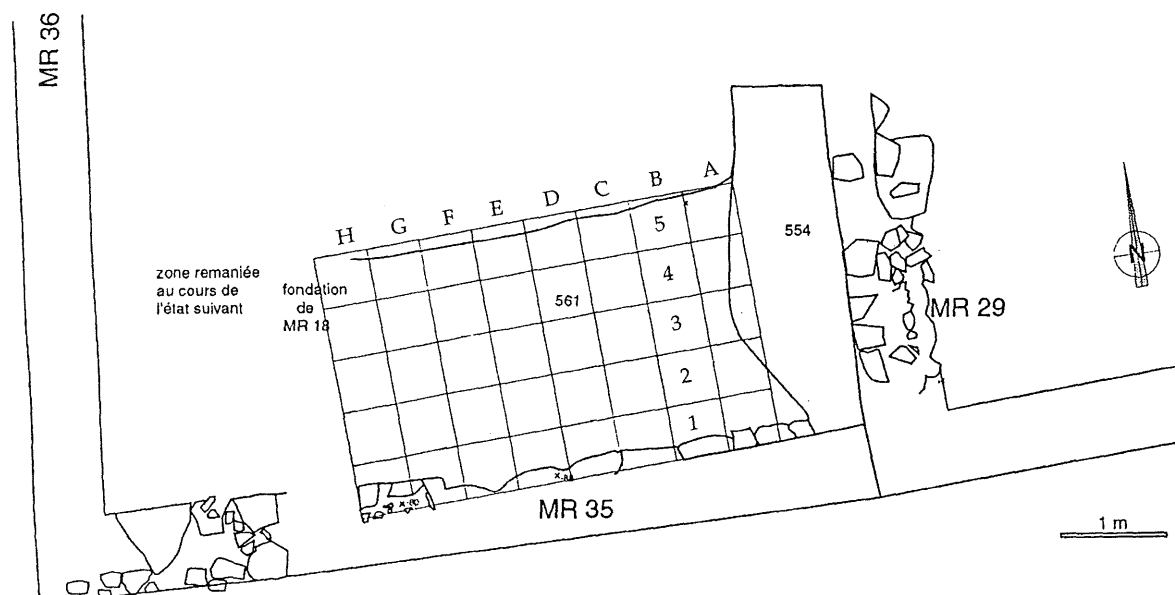 MR 36
H G F E D C B A
5
4
3
2
1
554
561
zone remaniée
au cours de
l'état suivant
fondation
de
MR 18
MR 29
N
MR 35
1 m